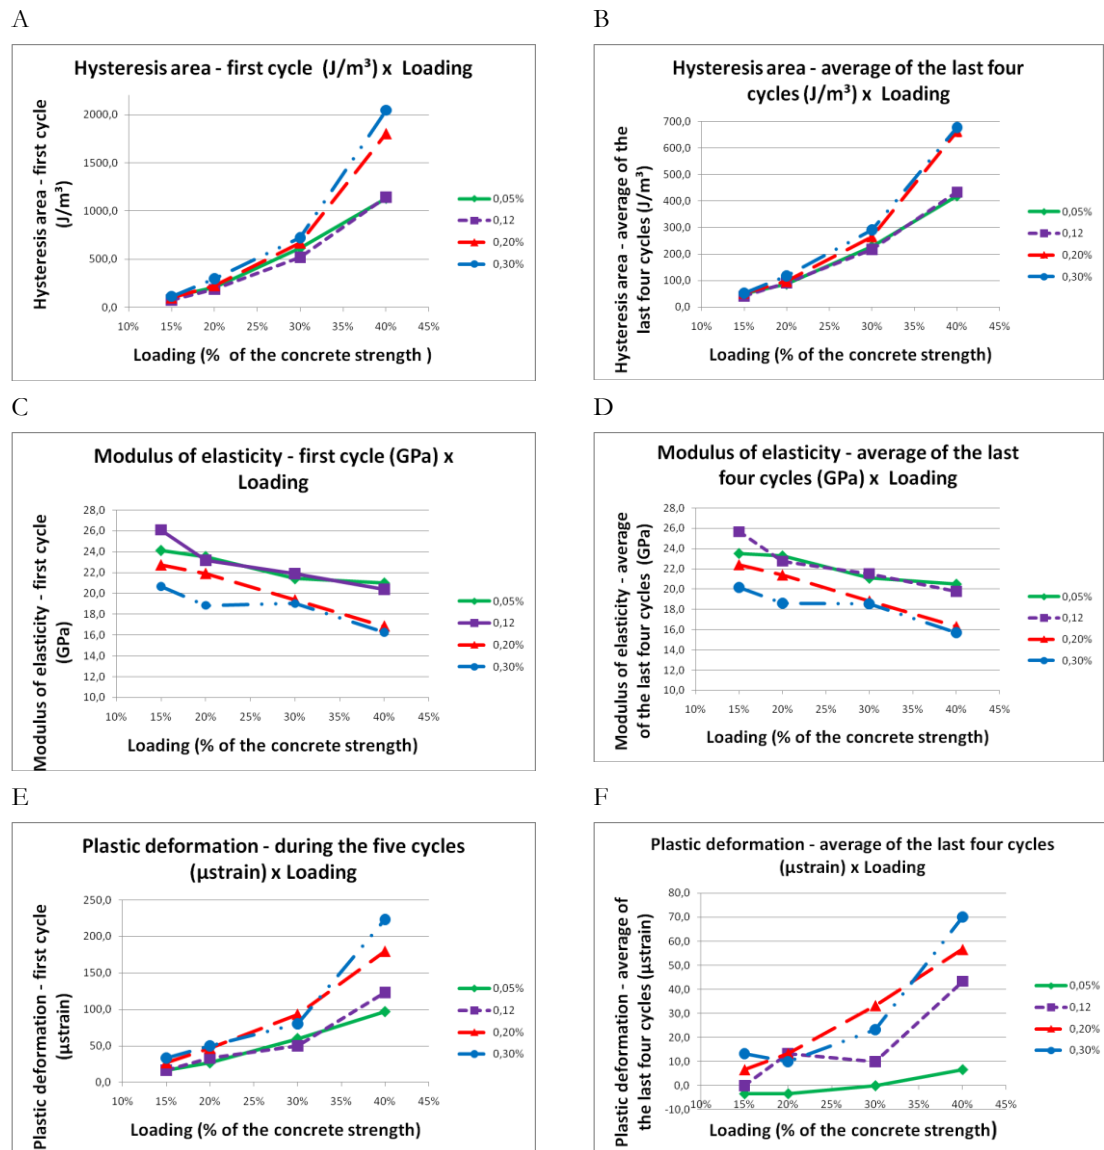 A
Hysteresis area - first cycle (J/m³) x Loading
Hysteresis area - first cycle
(J/m³)
2000,0
1500,0
1000,0
500,0
0,0
10% 15% 20% 25% 30% 35% 40% 45%
Loading (% of the concrete strength )
0,05%
0,12
0,20%
0,30%
B
Hysteresis area - average of the last four
cycles (J/m³) x Loading
Hysteresis area - average of the
last four cycles (J/m³)
700,0
600,0
500,0
400,0
300,0
200,0
100,0
0,0
10% 15% 20% 25% 30% 35% 40% 45%
Loading (% of the concrete strength)
0,05%
0,12
0,20%
0,30%
C
Modulus of elasticity - first cycle (GPa) x
Loading
Modulus of elasticity - first cycle
(GPa)
28,0
26,0
24,0
22,0
20,0
18,0
16,0
14,0
12,0
10,0
10% 15% 20% 25% 30% 35% 40% 45%
Loading (% of the concrete strength)
0,05%
0,12
0,20%
0,30%
D
Modulus of elasticity - average of the last
four cycles (GPa) x Loading
Modulus of elasticity - average
of the last four cycles (GPa)
28,0
26,0
24,0
22,0
20,0
18,0
16,0
14,0
12,0
10,0
10% 15% 20% 25% 30% 35% 40% 45%
Loading (% of the concrete strength)
0,05%
0,12
0,20%
0,30%
E
Plastic deformation - during the five cycles
(µstrain) x Loading
Plastic deformation - first cycle
(µstrain)
250,0
200,0
150,0
100,0
50,0
0,0
10% 15% 20% 25% 30% 35% 40% 45%
Loading (% of the concrete strength)
0,05%
0,12
0,20%
0,30%
F
Plastic deformation - average of the last four cycles
(µstrain) x Loading
Plastic deformation - average of
the last four cycles (µstrain)
80,0
70,0
60,0
50,0
40,0
30,0
20,0
10,0
0,0
-10,0
10% 15% 20% 25% 30% 35% 40% 45%
Loading (% of the concrete strength)
0,05%
0,12
0,20%
0,30%